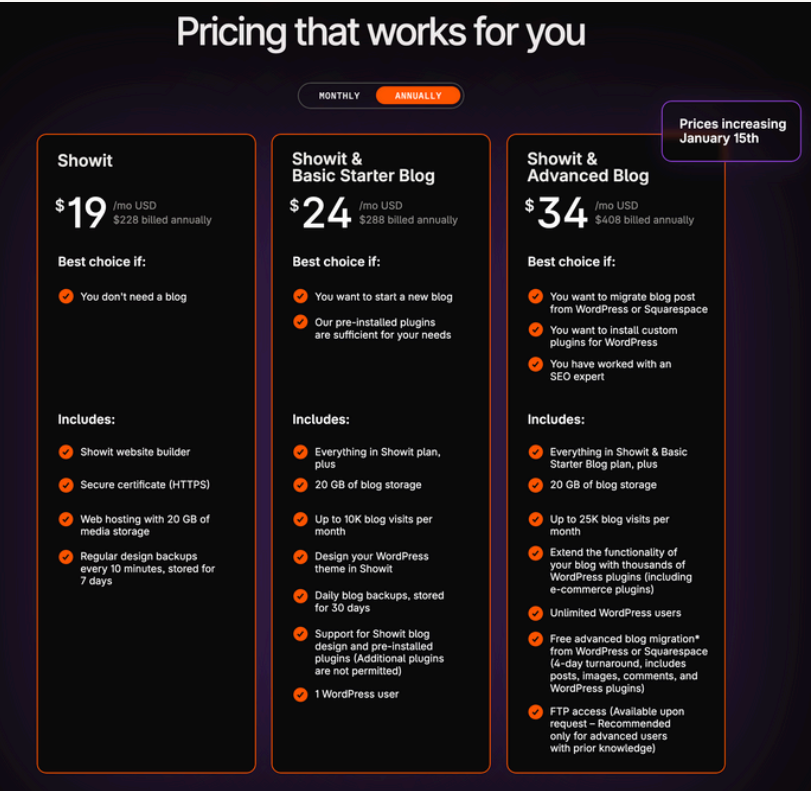 Pricing that works for you
MONTHLY
ANNUALLY
Prices increasing
January 15th
Showit
$19
/mo USD
$228 billed annually
Best choice if:
You don't need a blog
Includes:
Showit website builder
Secure certificate (HTTPS)
Web hosting with 20 GB of
media storage
Regular design backups
every 10 minutes, stored for
7 days
Showit &
Basic Starter Blog
$24
/mo USD
$288 billed annually
Best choice if:
You want to start a new blog
Our pre-installed plugins
are sufficient for your needs
Includes:
Everything in Showit plan,
plus
20 GB of blog storage
Up to 10K blog visits per
month
Design your WordPress
theme in Showit
Daily blog backups, stored
for 30 days
Support for Showit blog
design and pre-installed
plugins (Additional plugins
are not permitted)
1 WordPress user
Showit &
Advanced Blog
$34
/mo USD
$408 billed annually
Best choice if:
You want to migrate blog post
from WordPress or Squarespace
You want to install custom
plugins for WordPress
You have worked with an
SEO expert
Includes:
Everything in Showit & Basic
Starter Blog plan, plus
20 GB of blog storage
Up to 25K blog visits per
month
Extend the functionality of
your blog with thousands of
WordPress plugins (including
e-commerce plugins)
Unlimited WordPress users
Free advanced blog migration*
from WordPress or Squarespace
(4-day turnaround, includes
posts, images, comments, and
WordPress plugins)
FTP access (Available upon
request – Recommended
only for advanced users
with prior knowledge)